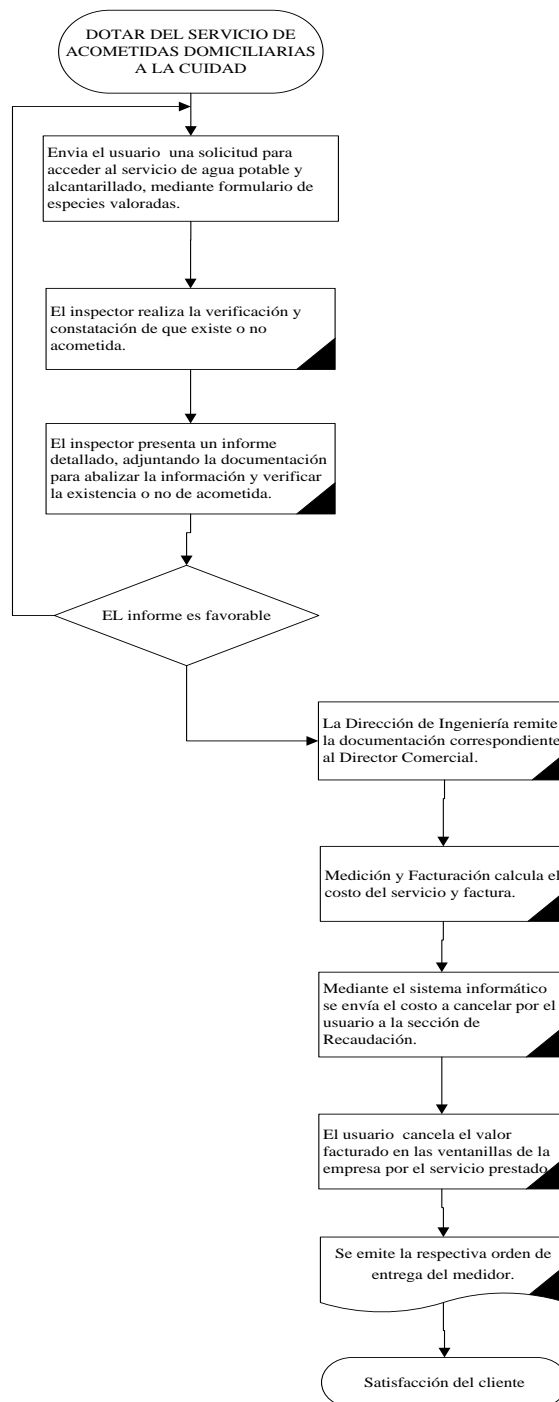 DOTAR DEL SERVICIO DE
ACOMETIDAS DOMICILIARIAS
A LA CUIDAD
Envia el usuario una solicitud para
acceder al servicio de agua potable y
alcantarillado, mediante formulario de
especies valoradas.
El inspector realiza la verificación y
constatación de que existe o no
acometida.
El inspector presenta un informe
detallado, adjuntando la documentación
para abalizar la información y verificar
la existencia o no de acometida.
EL informe es favorable
La Dirección de Ingeniería remite
la documentación correspondiente
al Director Comercial.
Medición y Facturación calcula el
costo del servicio y factura.
Mediante el sistema informático
se envía el costo a cancelar por el
usuario a la sección de
Recaudación.
El usuario cancela el valor
facturado en las ventanillas de la
empresa por el servicio prestado
Se emite la respectiva orden de
entrega del medidor.
Satisfacción del cliente